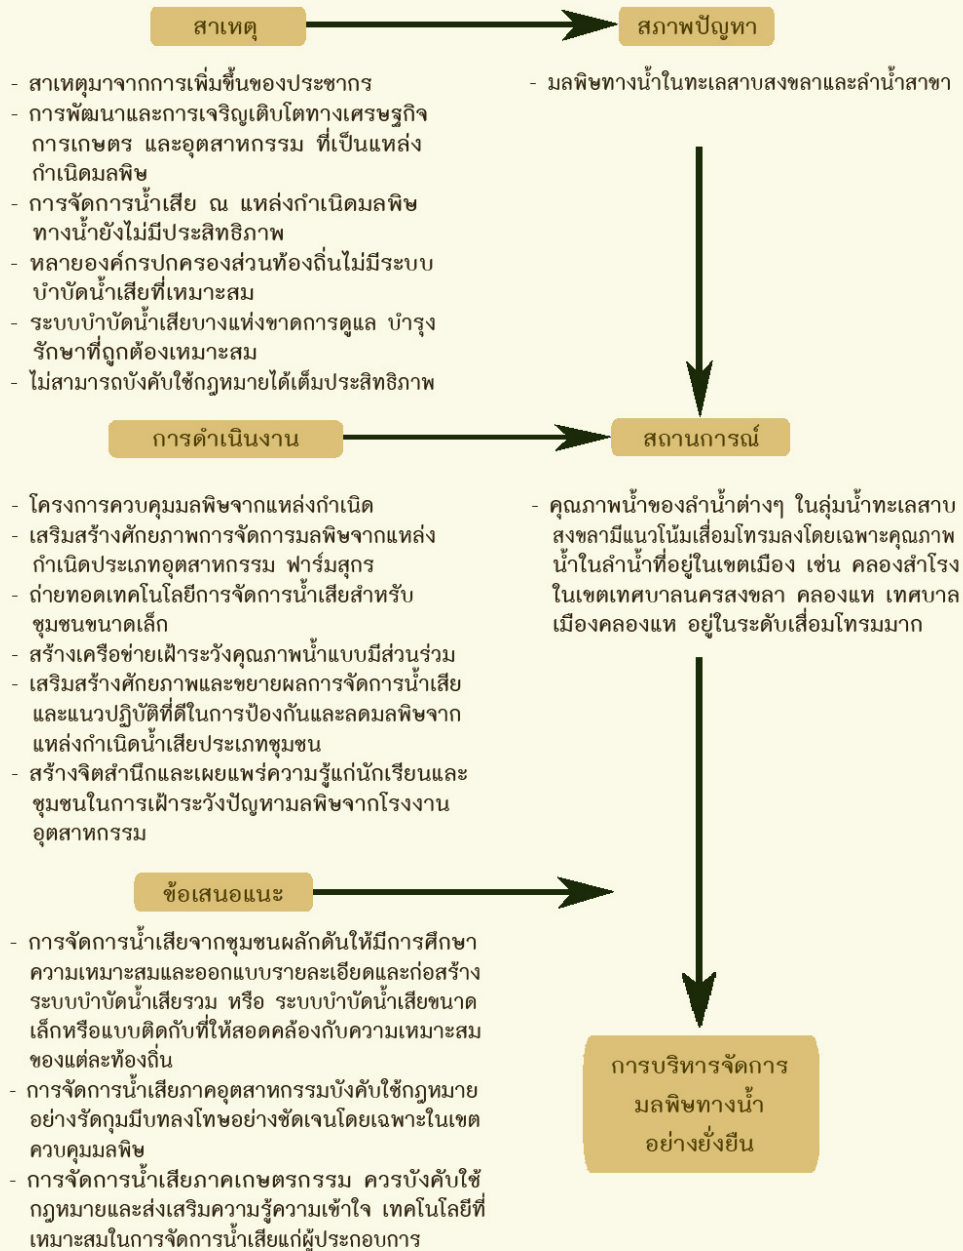 สาเหตุ
- สาเหตุมาจากการเพิ่มขึ้นของประชากร
- การพัฒนาและการเจริญเติบโตทางเศรษฐกิจ
การเกษตร และอุตสาหกรรม ที่เป็นแหล่ง
กำเนิดมลพิษ
- การจัดการน้ำเสีย ณ แหล่งกำเนิดมลพิษ
ทางน้ำยังไม่มีประสิทธิภาพ
- หลายองค์กรปกครองส่วนท้องถิ่นไม่มีระบบ
บำบัดน้ำเสียที่เหมาะสม
- ระบบบำบัดน้ำเสียบางแห่งขาดการดูแล บำรุง
รักษาที่ถูกต้องเหมาะสม
- ไม่สามารถบังคับใช้กฎหมายได้เต็มประสิทธิภาพ
สภาพปัญหา
- มลพิษทางน้ำในทะเลสาบสงขลาและลำน้ำสาขา
การดำเนินงาน
- โครงการควบคุมมลพิษจากแหล่งกำเนิด
- เสริมสร้างศักยภาพการจัดการมลพิษจากแหล่ง
กำเนิดประเภทอุตสาหกรรม ฟาร์มสุกร
- ถ่ายทอดเทคโนโลยีการจัดการน้ำเสียสำหรับ
ชุมชนขนาดเล็ก
- สร้างเครือข่ายเฝ้าระวังคุณภาพน้ำแบบมีส่วนร่วม
- เสริมสร้างศักยภาพและขยายผลการจัดการน้ำเสีย
และแนวปฏิบัติที่ดีในการป้องกันและลดมลพิษจาก
แหล่งกำเนิดน้ำเสียประเภทชุมชน
- สร้างจิตสำนึกและเผยแพร่ความรู้แก่นักเรียนและ
ชุมชนในการเฝ้าระวังปัญหามลพิษจากโรงงาน
อุตสาหกรรม
สถานการณ์
- คุณภาพน้ำของลำน้ำต่างๆ ในลุ่มน้ำทะเลสาบ
สงขลามีแนวโน้มเสื่อมโทรมลงโดยเฉพาะคุณภาพ
น้ำในลำน้ำที่อยู่ในเขตเมือง เช่น คลองสำโรง
ในเขตเทศบาลนครสงขลา คลองแห เทศบาล
เมืองคลองแห อยู่ในระดับเสื่อมโทรมมาก
ข้อเสนอแนะ
- การจัดการน้ำเสียจากชุมชนผลักดันให้มีการศึกษา
ความเหมาะสมและออกแบบรายละเอียดและก่อสร้าง
ระบบบำบัดน้ำเสียรวม หรือ ระบบบำบัดน้ำเสียขนาด
เล็กหรือแบบติดกับที่ให้สอดคล้องกับความเหมาะสม
ของแต่ละท้องถิ่น
- การจัดการน้ำเสียภาคอุตสาหกรรมบังคับใช้กฎหมาย
อย่างรัดกุมมีบทลงโทษอย่างชัดเจนโดยเฉพาะในเขต
ควบคุมมลพิษ
- การจัดการน้ำเสียภาคเกษตรกรรม ควรบังคับใช้
กฎหมายและส่งเสริมความรู้ความเข้าใจ เทคโนโลยีที่
เหมาะสมในการจัดการน้ำเสียแก่ผู้ประกอบการ
การบริหารจัดการ
มลพิษทางน้ำ
อย่างยั่งยืน